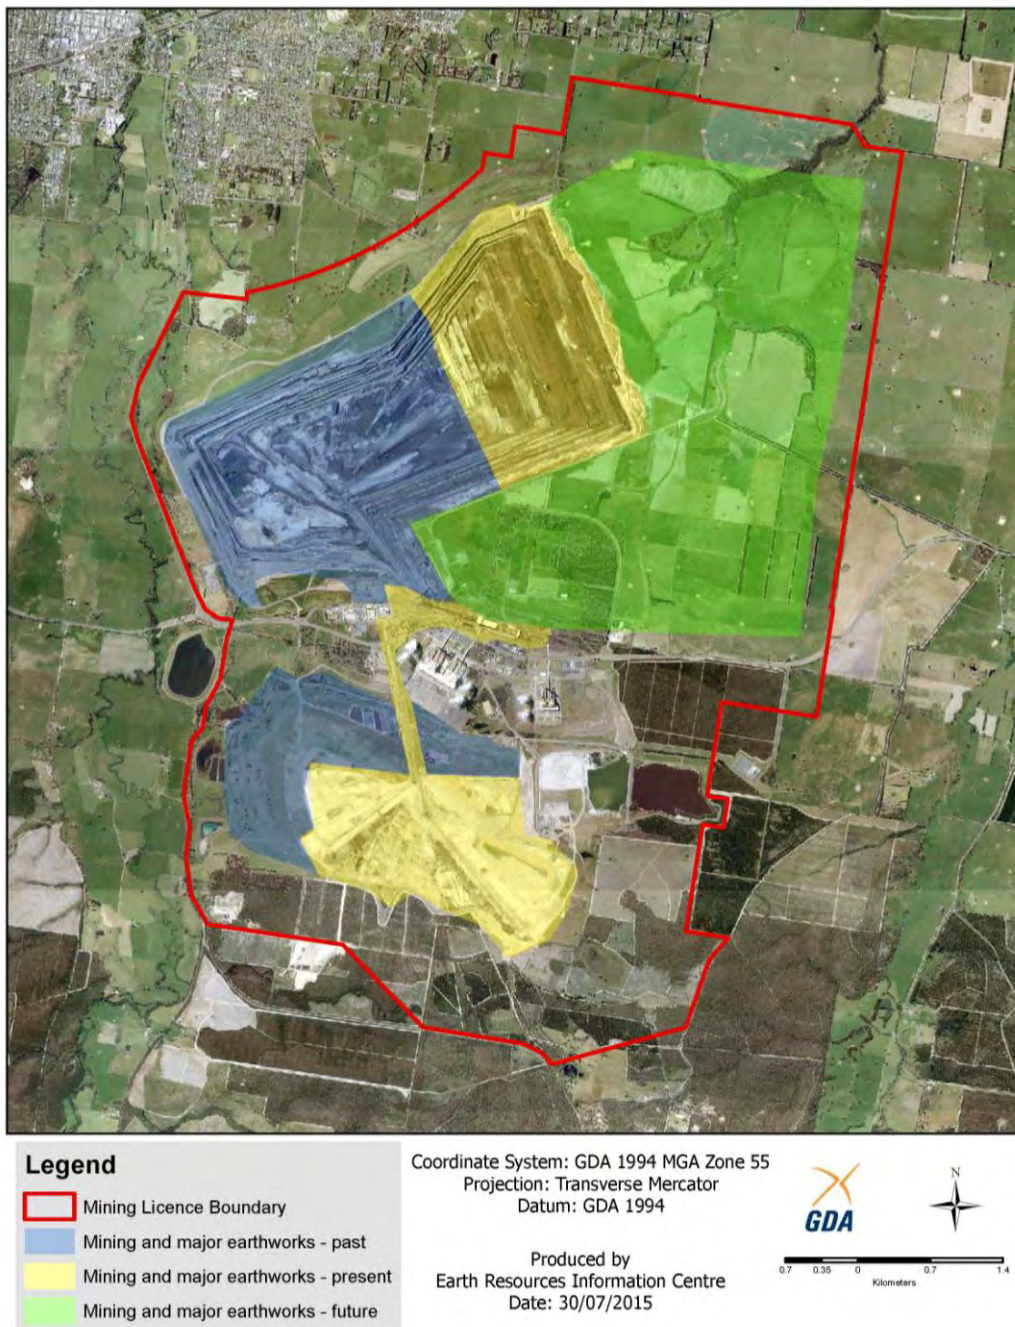 Legend
Mining Licence Boundary
Mining and major earthworks - past
Mining and major earthworks - present
Mining and major earthworks - future
Coordinate System: GDA 1994 MGA Zone 55
Projection: Transverse Mercator
Datum: GDA 1994
Produced by
Earth Resources Information Centre
Date: 30/07/2015
GDA
N
0.7 0.35 0 0.7 1.4
Kilometers